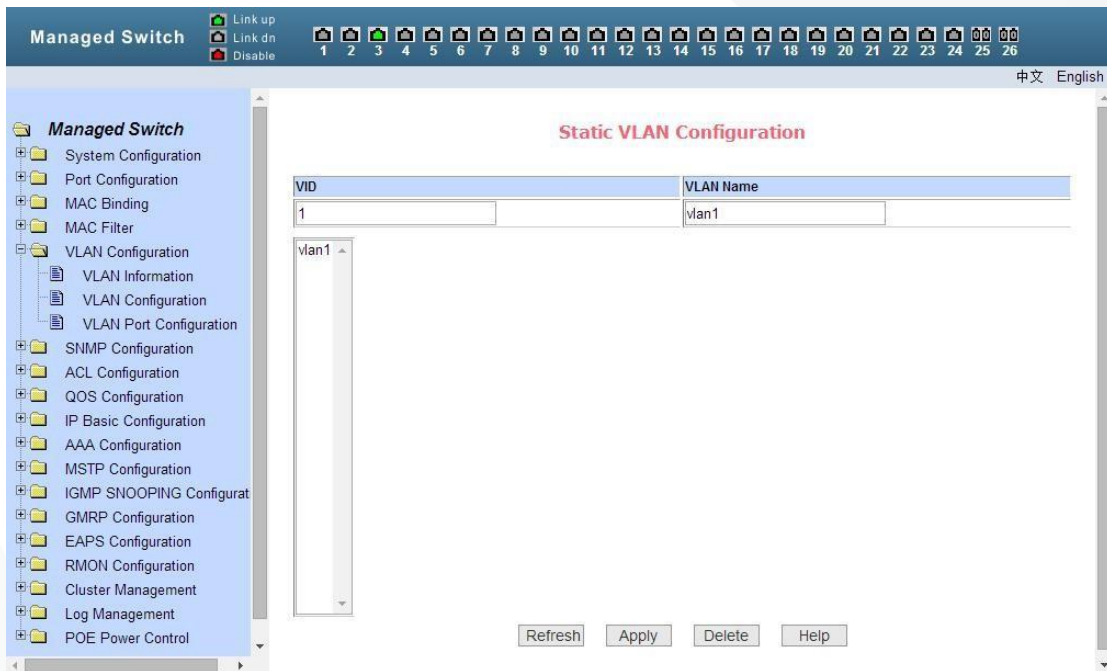 Managed Switch
Link up
Link dn
Disable
1 2 3 4 5 6 7 8 9 10 11 12 13 14 15 16 17 18 19 20 21 22 23 24 25 26
中文 English
Managed Switch
System Configuration
Port Configuration
MAC Binding
MAC Filter
VLAN Configuration
VLAN Information
VLAN Configuration
VLAN Port Configuration
SNMP Configuration
ACL Configuration
QOS Configuration
IP Basic Configuration
AAA Configuration
MSTP Configuration
IGMP SNOOPING Configurat
GMRP Configuration
EAPS Configuration
RMON Configuration
Cluster Management
Log Management
POE Power Control
Static VLAN Configuration
VID VLAN Name
1 vlan1
vlan1
Refresh Apply Delete Help